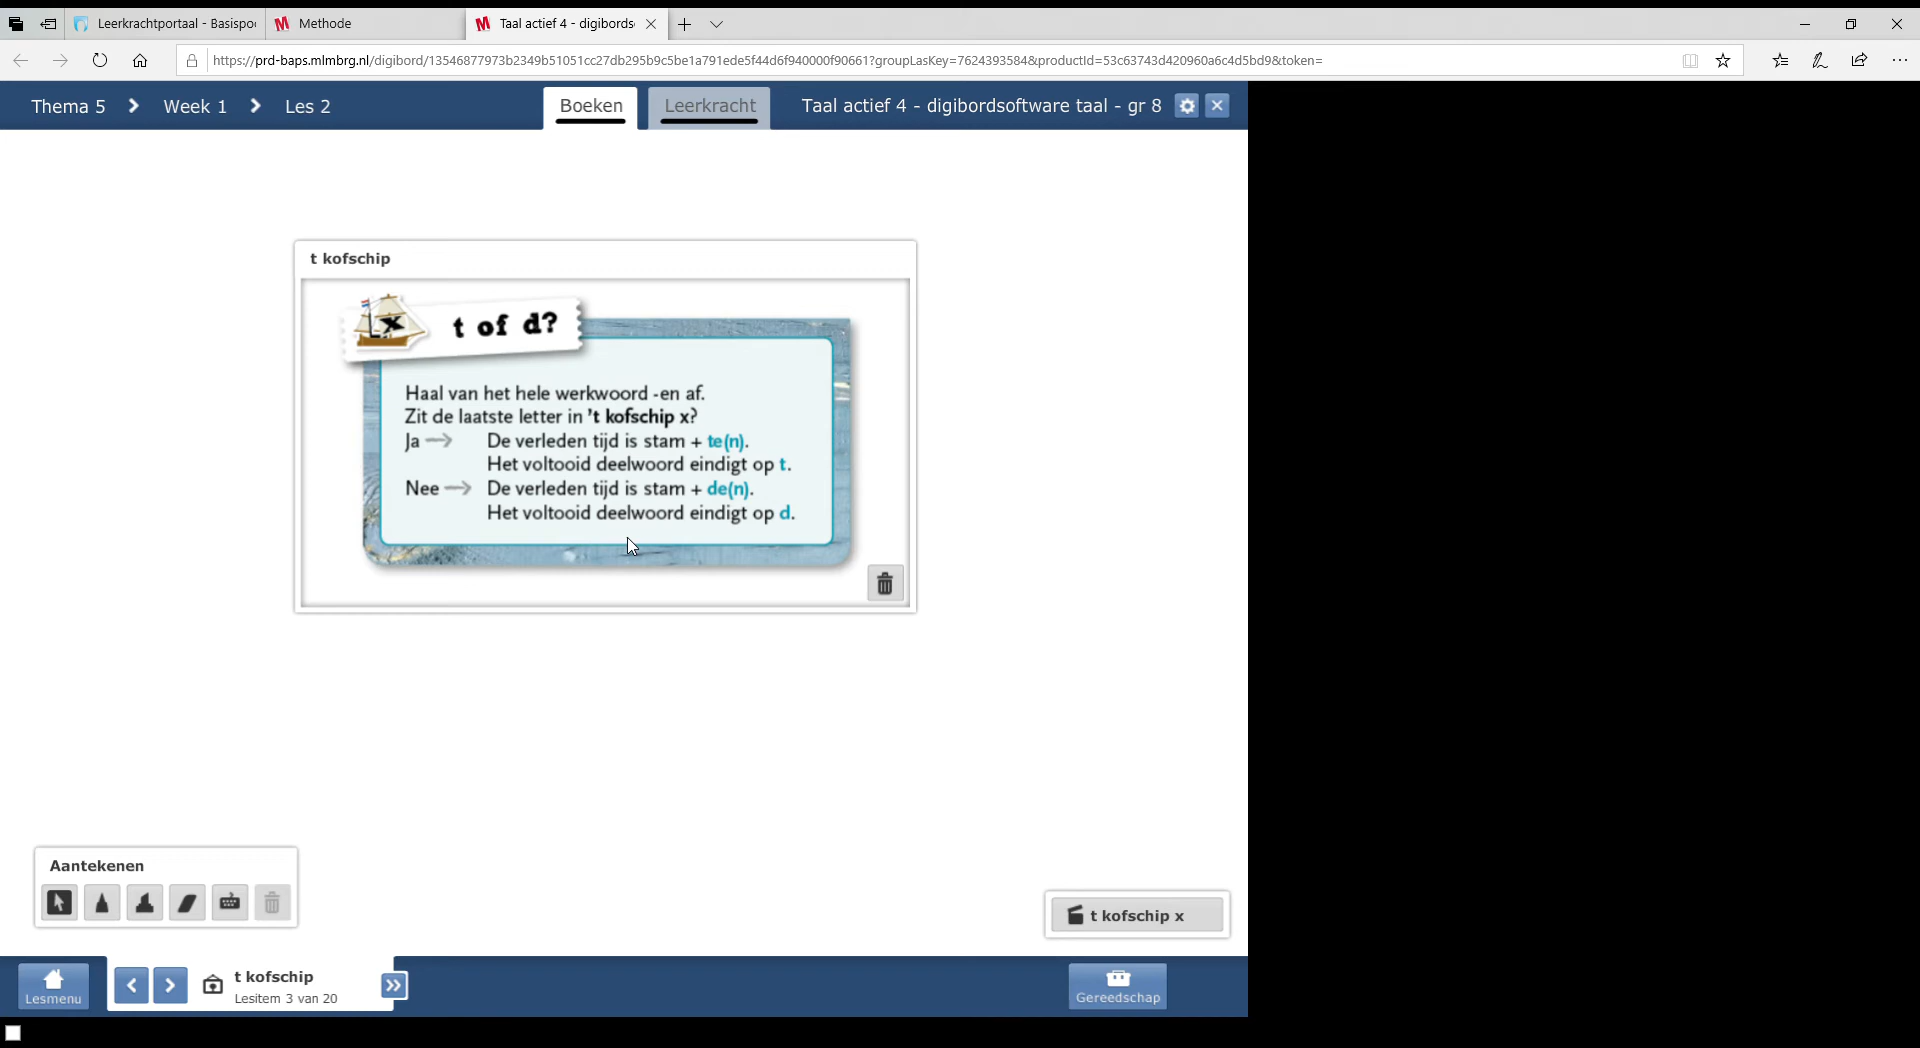 Leerkrachtportaal - Basispo
Methode
Taal actief 4 - digibords
https://prd-baps.mlmbrg.nl/digibord/13546877973b2349b51051cc27db295b9c5be1a791ede5f44d6f940000f90661?groupLasKey=7624393584&productId=53c63743d420960a6c4d5bd9&token=
Thema 5 > Week 1 > Les 2
Boeken
Leerkracht
Taal actief 4 - digibordsoftware taal - gr 8
t kofschip
x t of d?
Haal van het hele werkwoord -en af.
Zit de laatste letter in 't kofschip x?
Ja → De verleden tijd is stam + te(n).
Het voltooid deelwoord eindigt op t.
Nee → De verleden tijd is stam + de(n).
Het voltooid deelwoord eindigt op d.
Aantekenen
t kofschip x
Lesmenu
t kofschip
Lesitem 3 van 20
Gereedschap